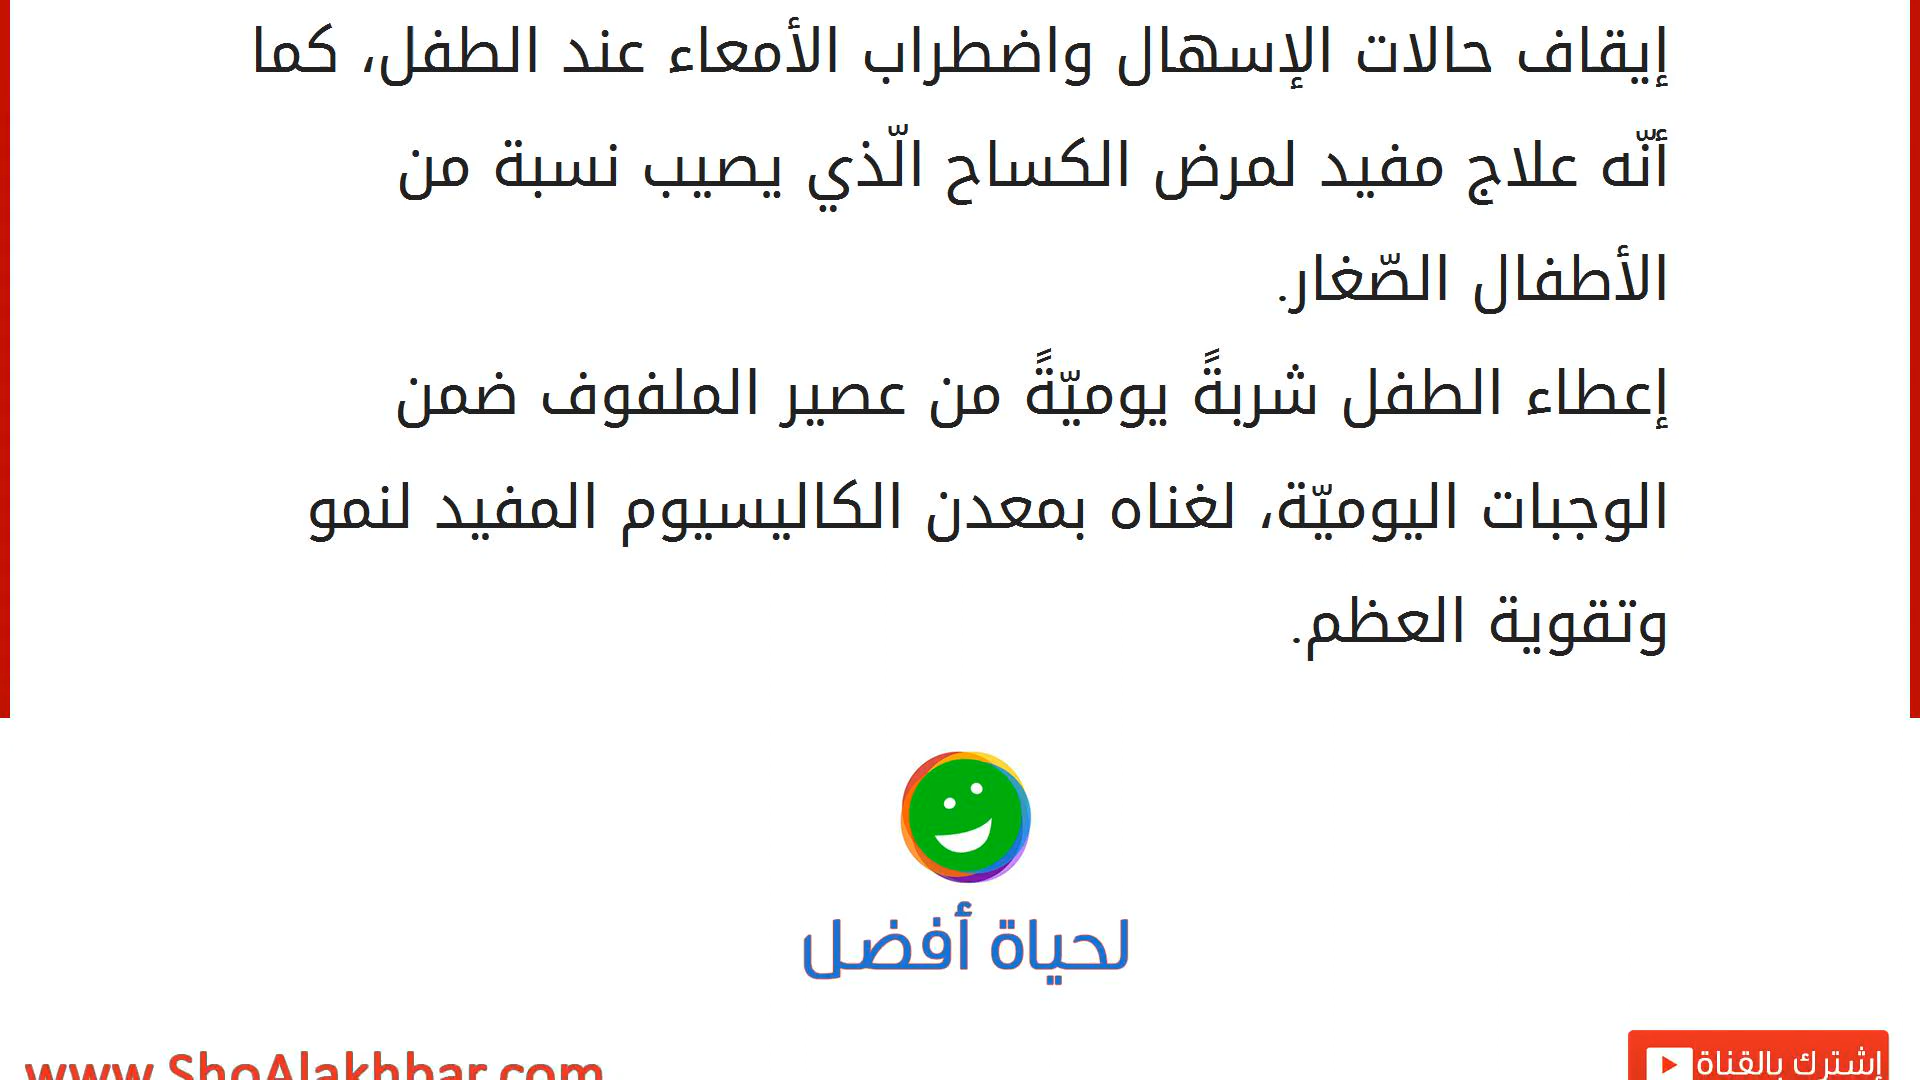 إيقاف حالات الإسهال واضطراب الأمعاء عند الطفل، كما
أنّه علاج مفيد لمرض الكساح الّذي يصيب نسبة من
الأطفال الصّغار.
إعطاء الطفل شربةً يوميّةً من عصير الملفوف ضمن
الوجبات اليوميّة، لغناه بمعدن الكاليسيوم المفيد لنمو
وتقوية العظم.
لحياة أفضل
إشترك بالقناة
www.ShoAlakhbar.com